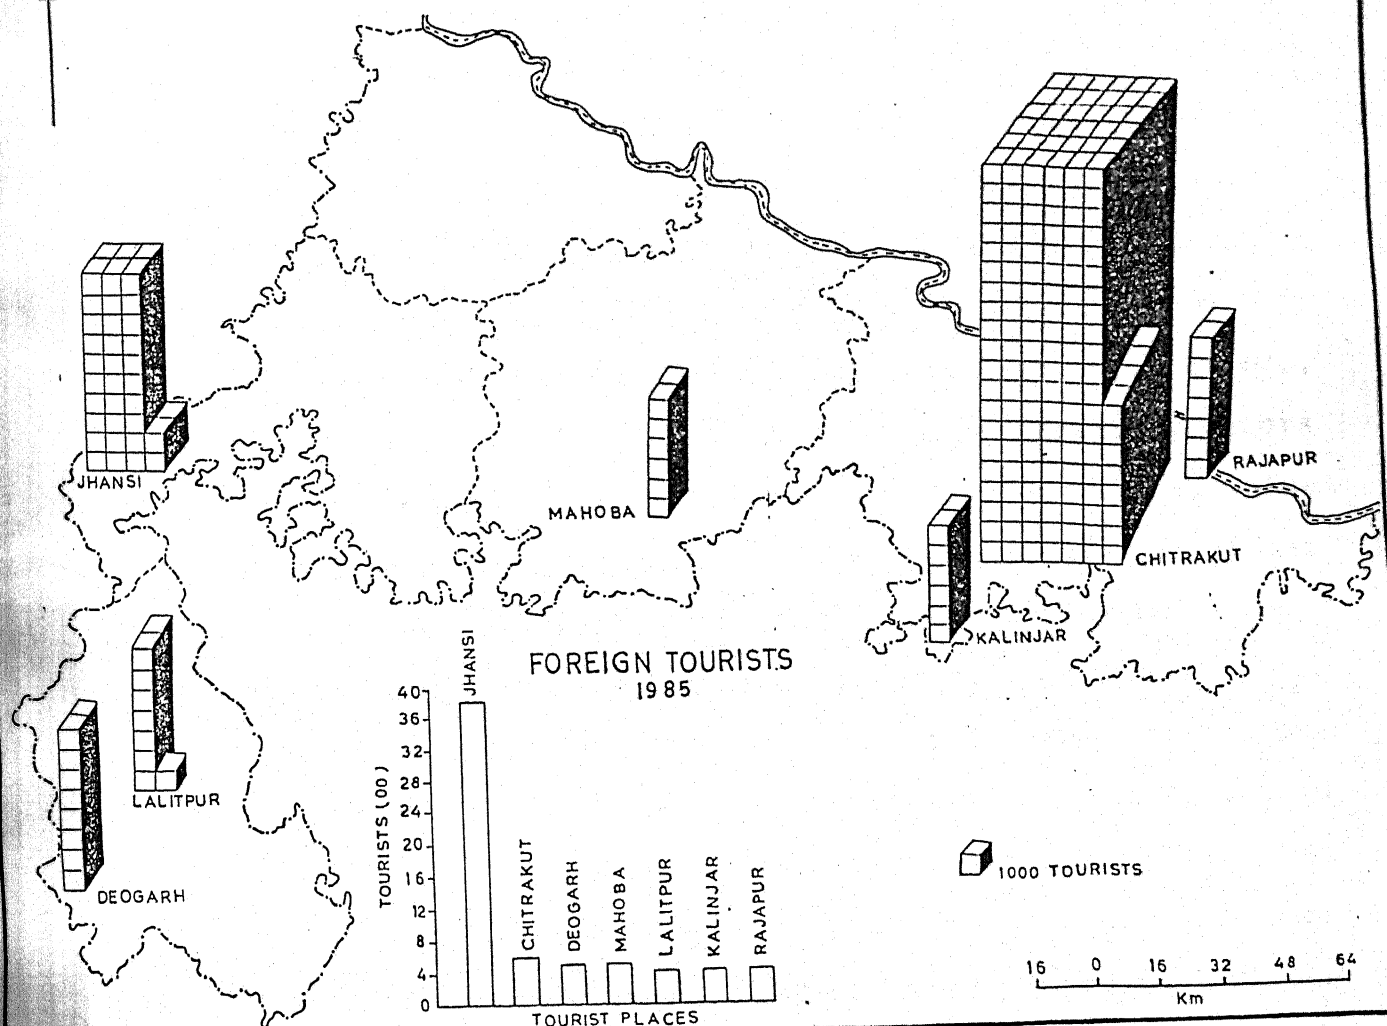 JHANSI
MAHOBA
RAJAPUR
CHITRAKUT
KALINJAR
LALITPUR
DEOGARH
FOREIGN TOURISTS
1985
TOURISTS (00)
40
36
32
28
24
20
16
12
8
4
0
JHANSI
CHITRAKUT
DEOGARH
MAHOBA
LALITPUR
KALINJAR
RAJAPUR
TOURIST PLACES
1000 TOURISTS
16 0 16 32 48 64
Km